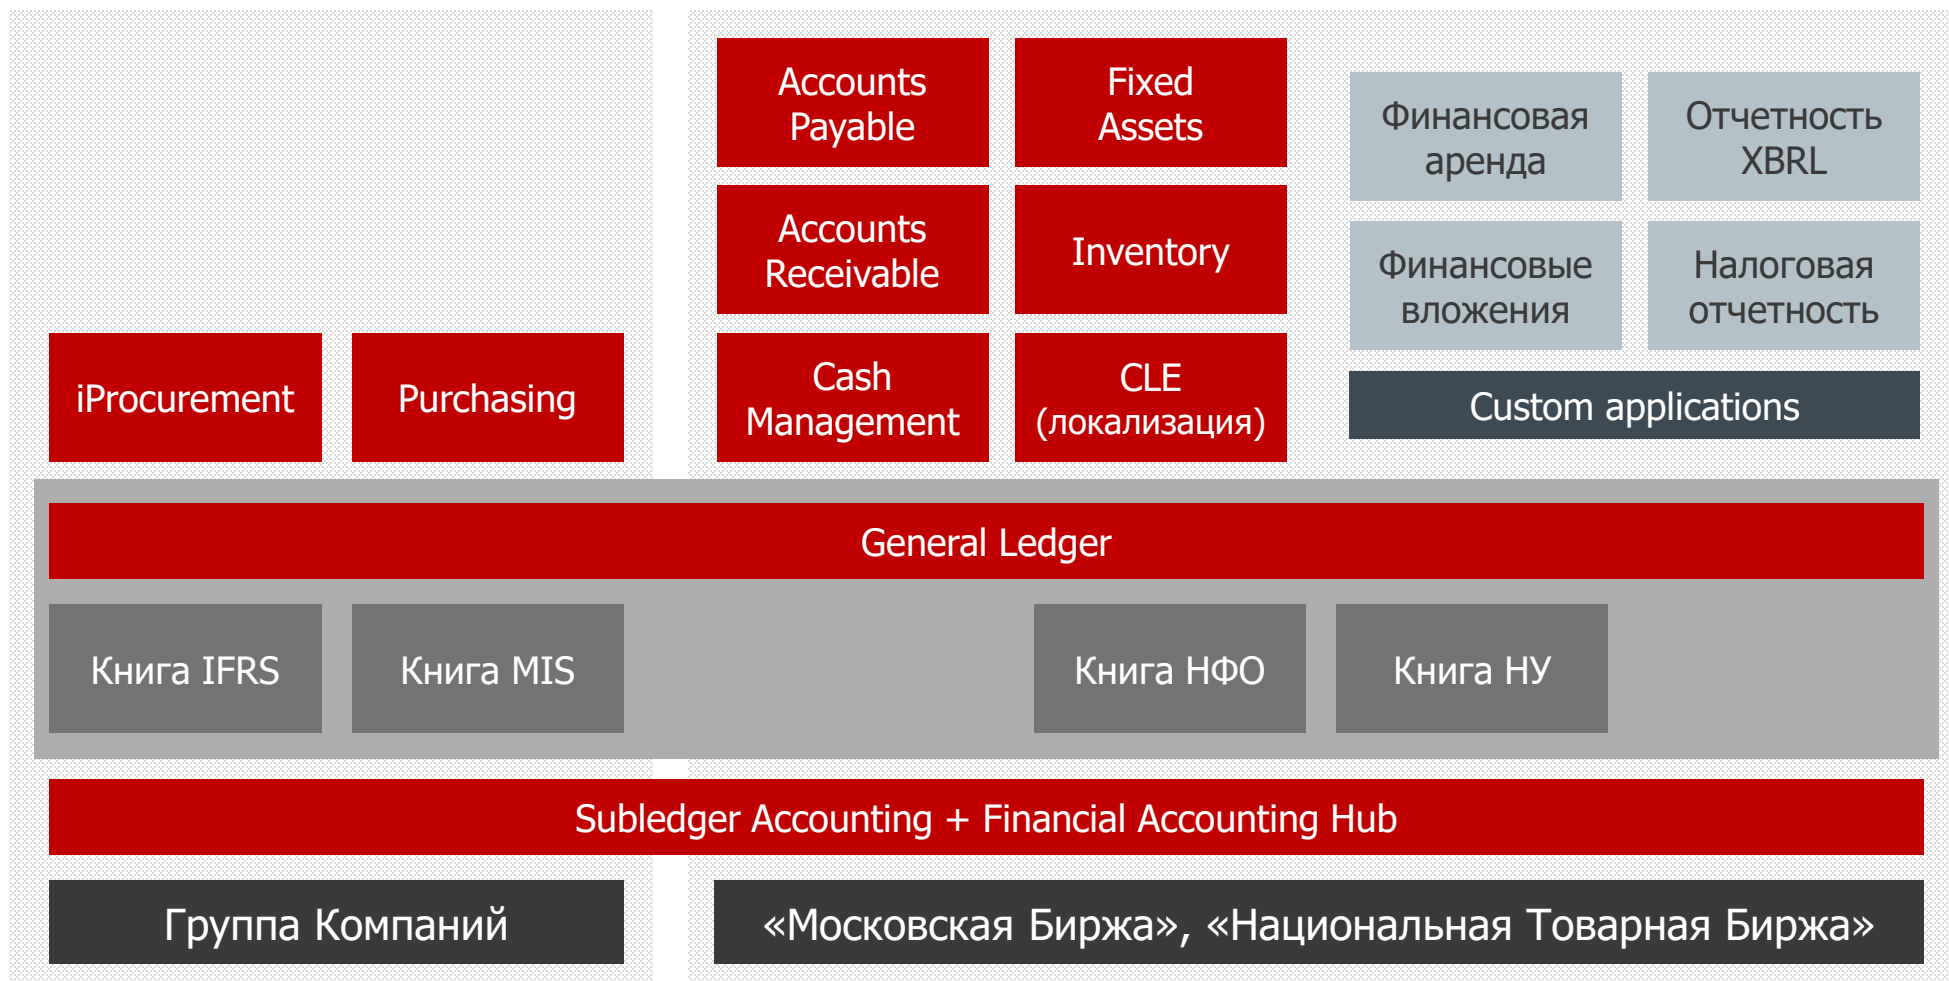 Accounts
Payable
Fixed
Assets
Финансовая
аренда
Отчетность
XBRL
Accounts
Receivable
Inventory
Финансовые
вложения
Налоговая
отчетность
iProcurement
Purchasing
Cash
Management
CLE
(локализация)
Custom applications
General Ledger
Книга IFRS
Книга MIS
Книга НФО
Книга НУ
Subledger Accounting + Financial Accounting Hub
Группа Компаний
«Московская Биржа», «Национальная Товарная Биржа»